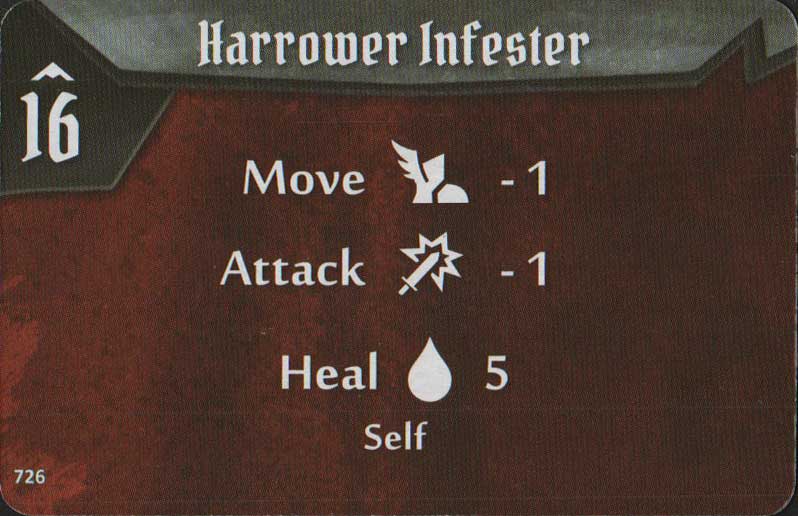 Harrower Infester
16
Move - 1
Attack - 1
Heal 5
Self
726